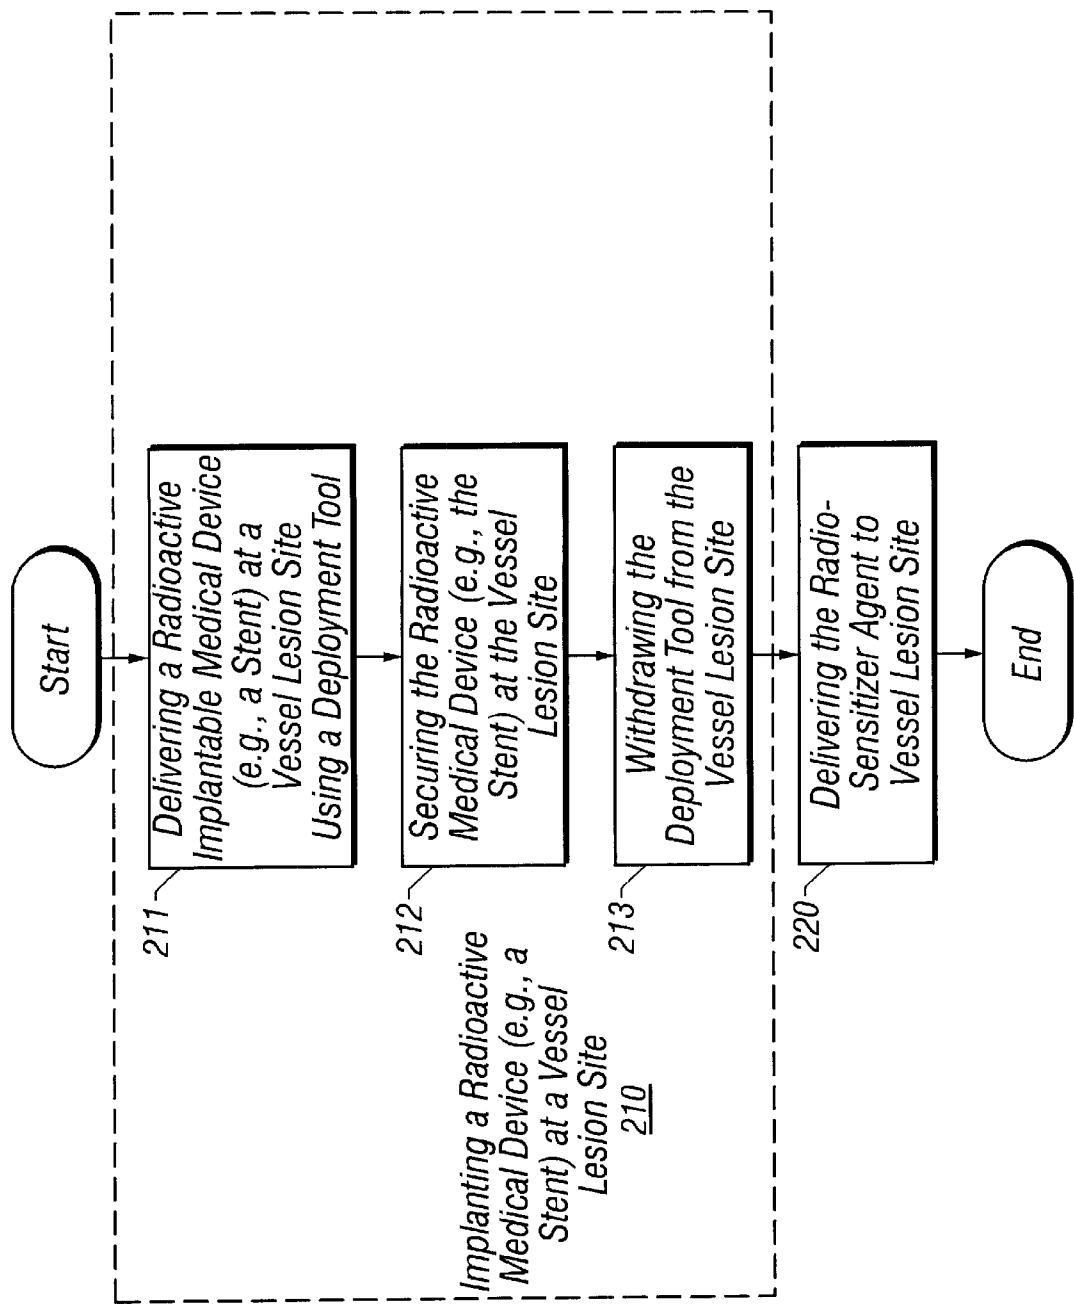 Start
Delivering a Radioactive
Implantable Medical Device
(e.g., a Stent) at a
Vessel Lesion Site
Using a Deployment Tool
211
Securing the Radioactive
Medical Device (e.g., the
Stent) at the Vessel
Lesion Site
212
Withdrawing the
Deployment Tool from the
Vessel Lesion Site
213
Implanting a Radioactive
Medical Device (e.g., a
Stent) at a Vessel
Lesion Site
210
Delivering the Radio-
Sensitizer Agent to
Vessel Lesion Site
220
End